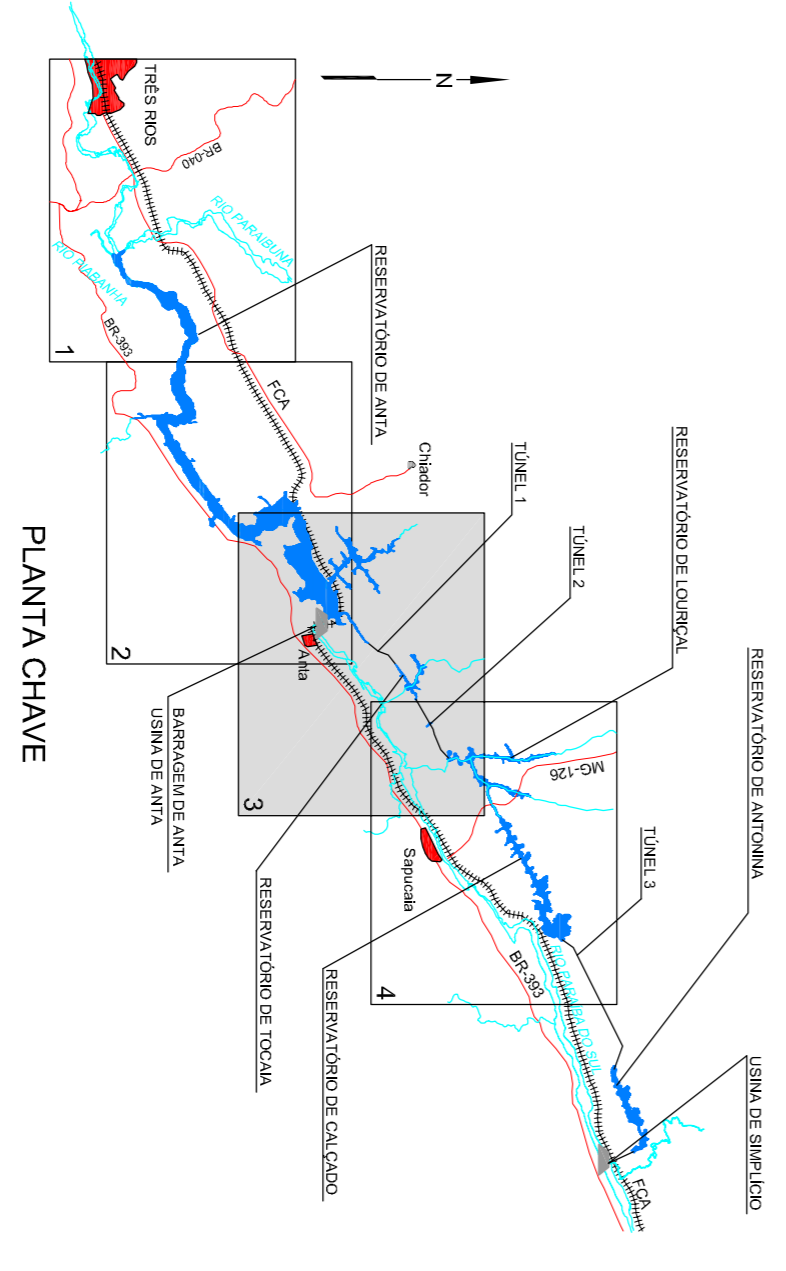 TRÊS RIOS
N
BR-040
RIO PARAIBUNA
RIO PIABANHA
BR-393
1
RESERVATÓRIO DE ANTA
FCA
Chiador
2
TÚNEL 1
TÚNEL 2
RESERVATÓRIO DE LOURIÇAL
RESERVATÓRIO DE ANTONINA
Anta
BARRAGEM DE ANTA
USINA DE ANTA
3
MG-126
TÚNEL 3
Sapucaia
RESERVATÓRIO DE TOCAIA
RESERVATÓRIO DE CALÇADO
BR-393
RIO PARAÍBA DO SUL
4
USINA DE SIMPLÍCIO
FCA
PLANTA CHAVE